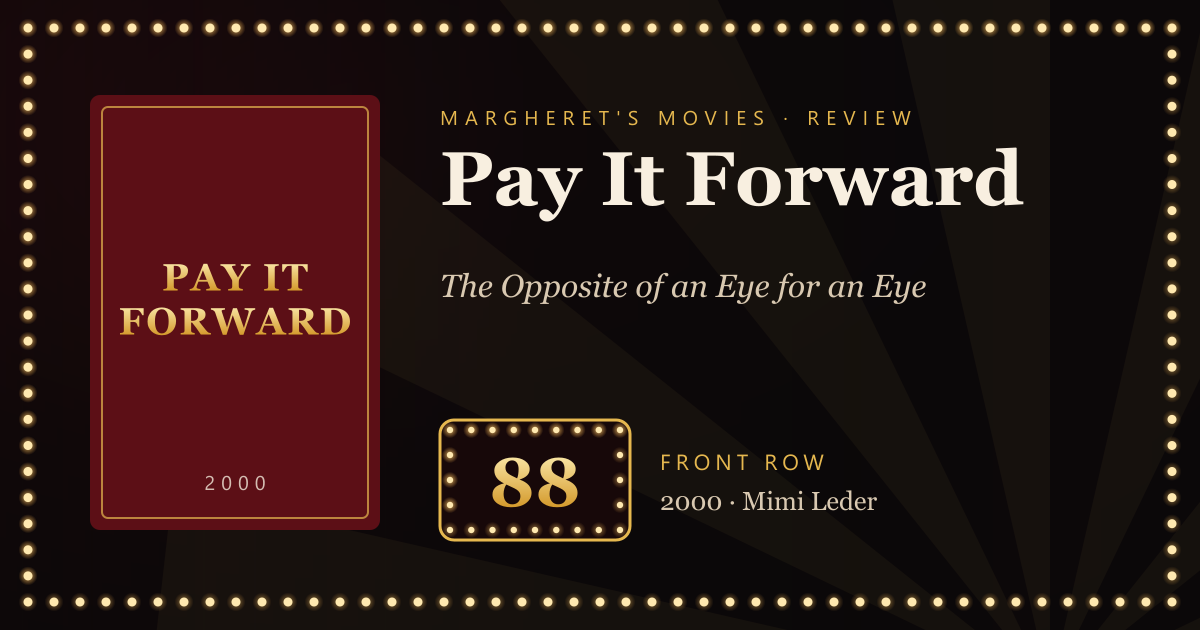 PAY IT
FORWARD
2000
MARGHERET'S MOVIES · REVIEW
Pay It Forward
The Opposite of an Eye for an Eye
88
FRONT ROW
2000 · Mimi Leder